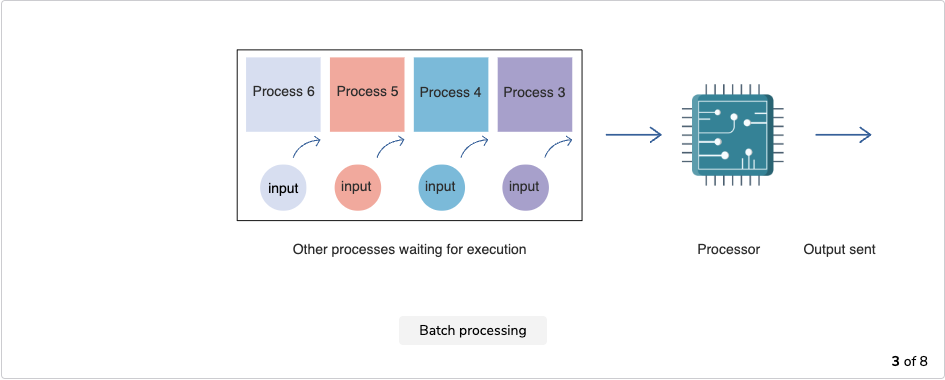 Process 6
Process 5
Process 4
Process 3
input
input
input
input
Other processes waiting for execution
Processor
Output sent
Batch processing
3 of 8